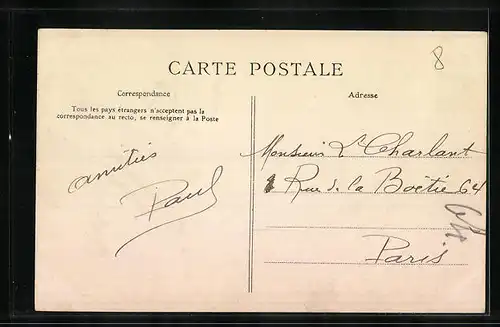 8
CARTE POSTALE
Correspondance
Tous les pays étrangers n'acceptent pas la
correspondance au recto, se renseigner à la Poste
amitiés
Paul
Adresse
Monsieur L Charlant
Rue de la Boëtie 64
64
Paris